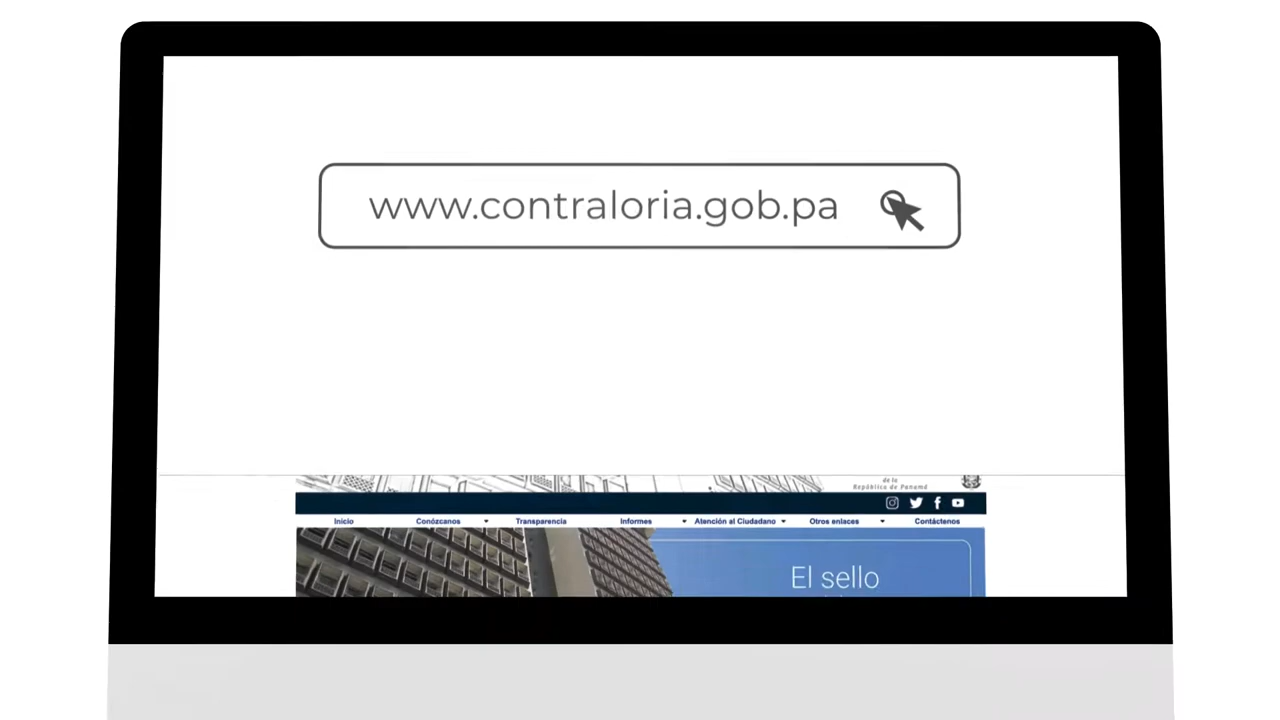 www.contraloria.gob.pa
de la
República de Panamá
Inicio Conózcanos Transparencia Informes Atención al Ciudadano Otros enlaces Contáctenos
El sello